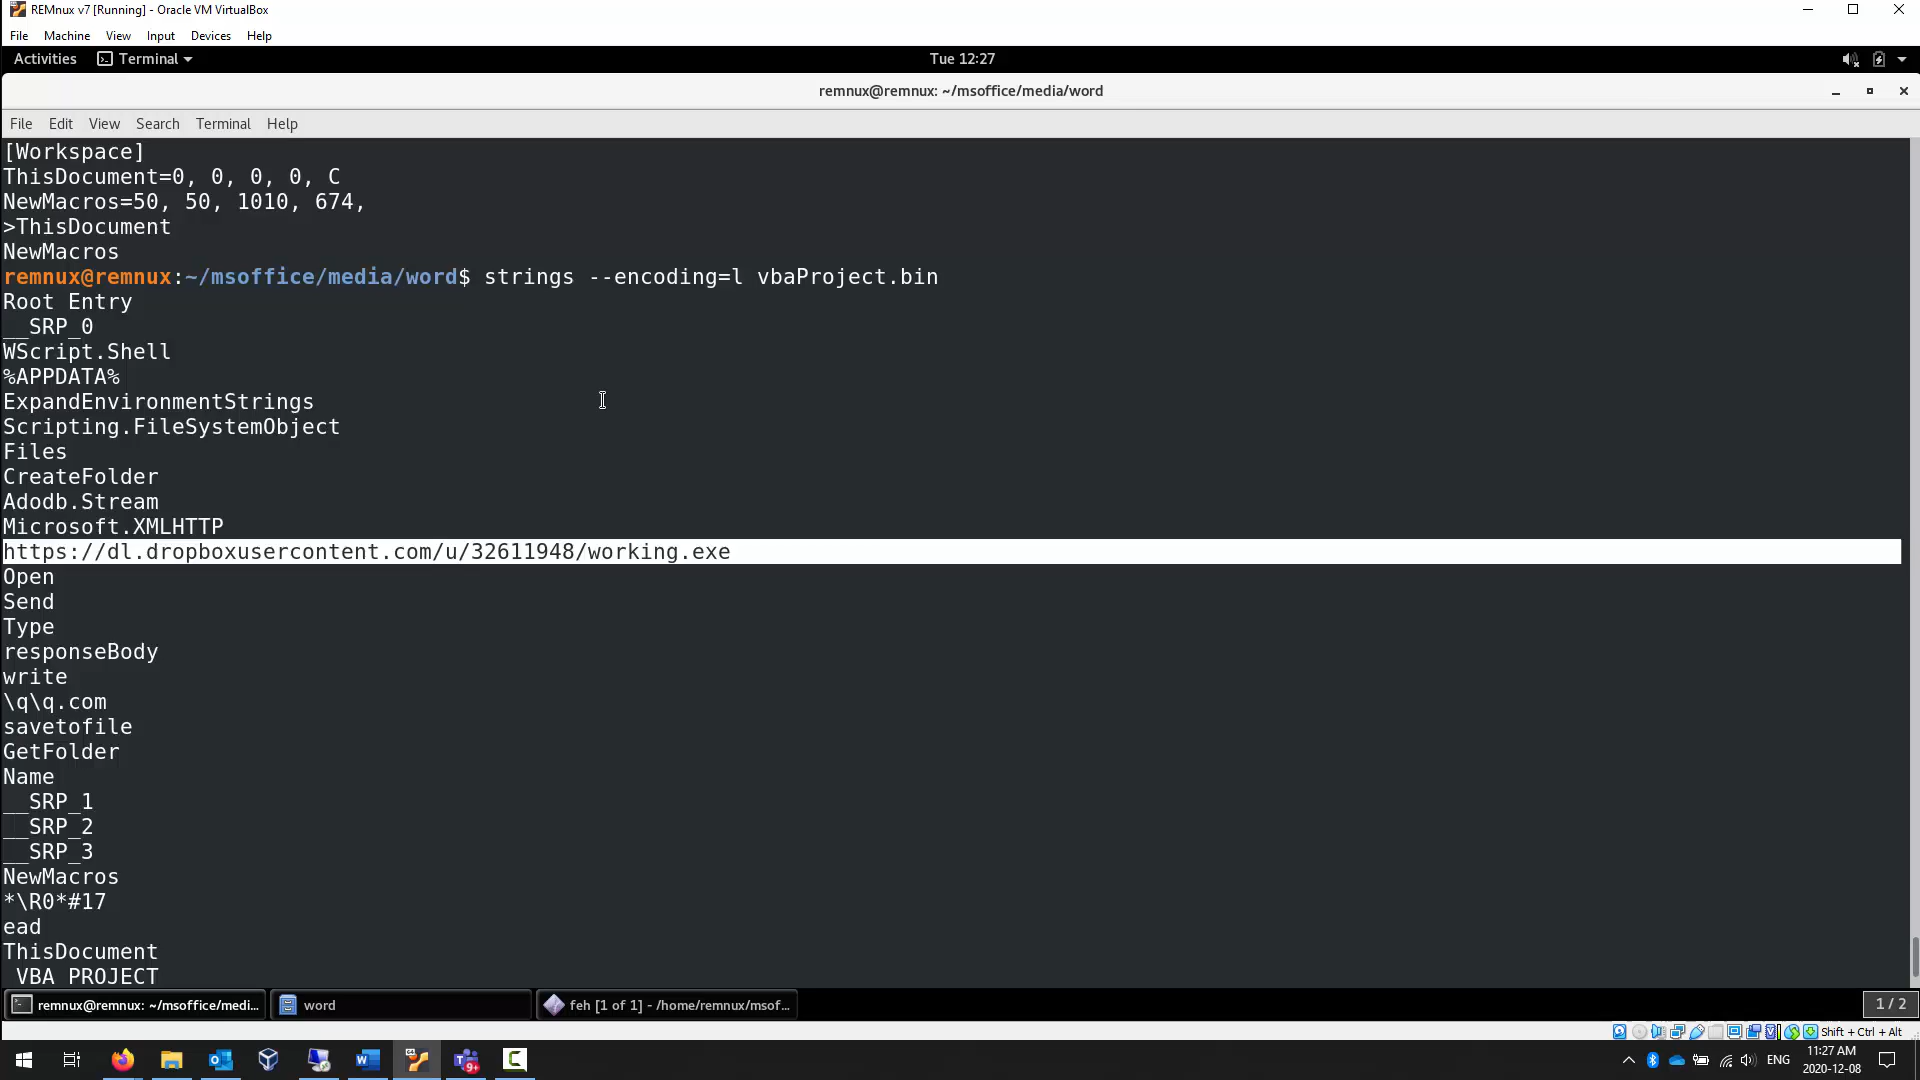 REMnux v7 [Running] - Oracle VM VirtualBox
File Machine View Input Devices Help
Activities Terminal Tue 12:27
remnux@remnux: ~/msoffice/media/word
File Edit View Search Terminal Help
[Workspace]
ThisDocument=0, 0, 0, 0, C
NewMacros=50, 50, 1010, 674,
>ThisDocument
NewMacros
remnux@remnux:~/msoffice/media/word$ strings --encoding=l vbaProject.bin
Root Entry
__SRP_0
WScript.Shell
%APPDATA%
ExpandEnvironmentStrings
Scripting.FileSystemObject
Files
CreateFolder
Adodb.Stream
Microsoft.XMLHTTP
https://dl.dropboxusercontent.com/u/32611948/working.exe
Open
Send
Type
responseBody
write
\q\q.com
savetofile
GetFolder
Name
__SRP_1
__SRP_2
__SRP_3
NewMacros
*\R0*#17
ead
ThisDocument
VBA PROJECT
remnux@remnux: ~/msoffice/medi... word feh [1 of 1] - /home/remnux/msof... 1 / 2
Shift + Ctrl + Alt
9+ ENG 11:27 AM
2020-12-08